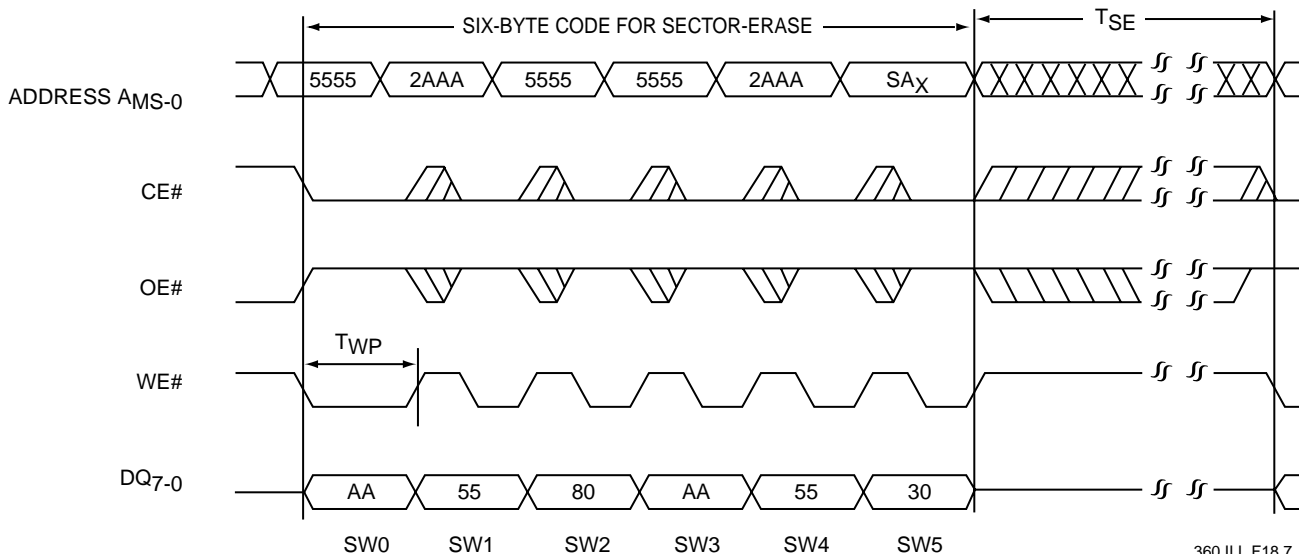 SIX-BYTE CODE FOR SECTOR-ERASE TSE
ADDRESS AMS-0 5555 2AAA 5555 5555 2AAA SAX
CE#
OE#
TWP
WE#
DQ7-0 AA 55 80 AA 55 30
SW0 SW1 SW2 SW3 SW4 SW5
360 ILL F18.7